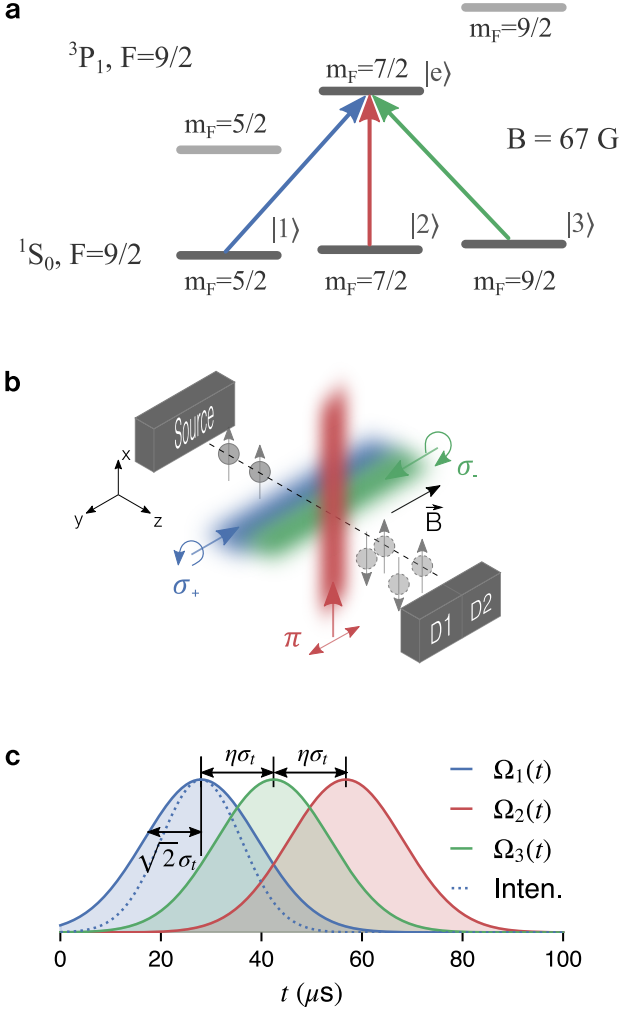 a
³P₁, F=9/2
m_F=9/2
m_F=7/2
|e⟩
m_F=5/2
B = 67 G
|1⟩
|2⟩
|3⟩
¹S₀, F=9/2
m_F=5/2
m_F=7/2
m_F=9/2
b
Source
x
y
z
σ₊
σ₋
B⃗
π
D1
D2
c
ησ_t
ησ_t
√2 σ_t
Ω₁(t)
Ω₂(t)
Ω₃(t)
Inten.
0
20
40
60
80
100
t (μs)